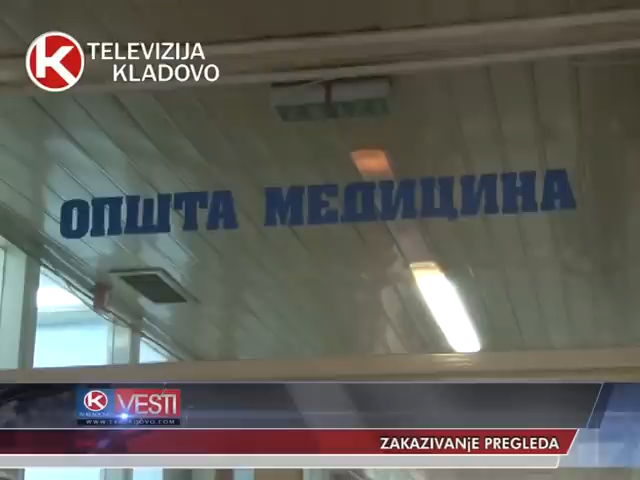 K TELEVIZIJA
KLADOVO
ОПШТА МЕДИЦИНА
K VESTI
ZAKAZIVANjE PREGLEDA